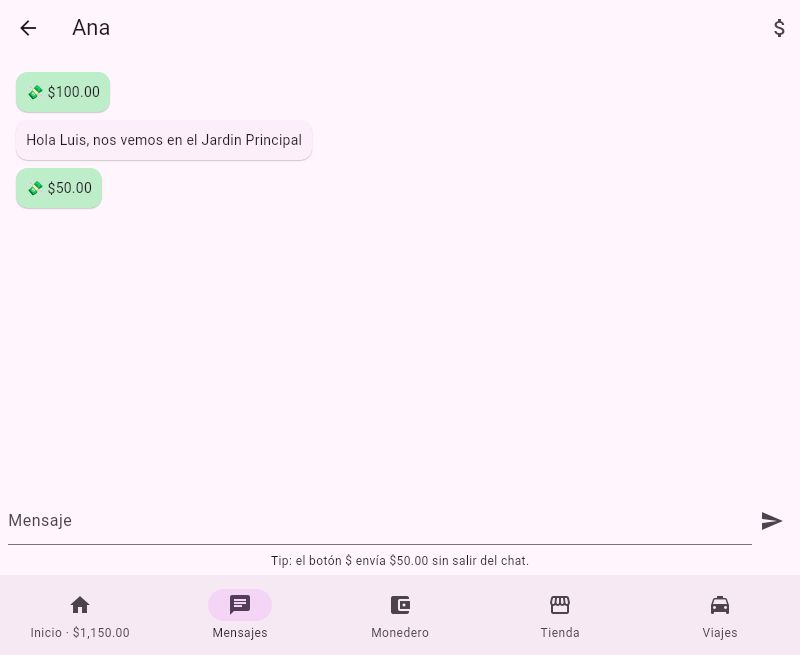 Ana
$
💸 $100.00
Hola Luis, nos vemos en el Jardin Principal
💸 $50.00
Mensaje
Tip: el botón $ envía $50.00 sin salir del chat.
Inicio · $1,150.00
Mensajes
Monedero
Tienda
Viajes